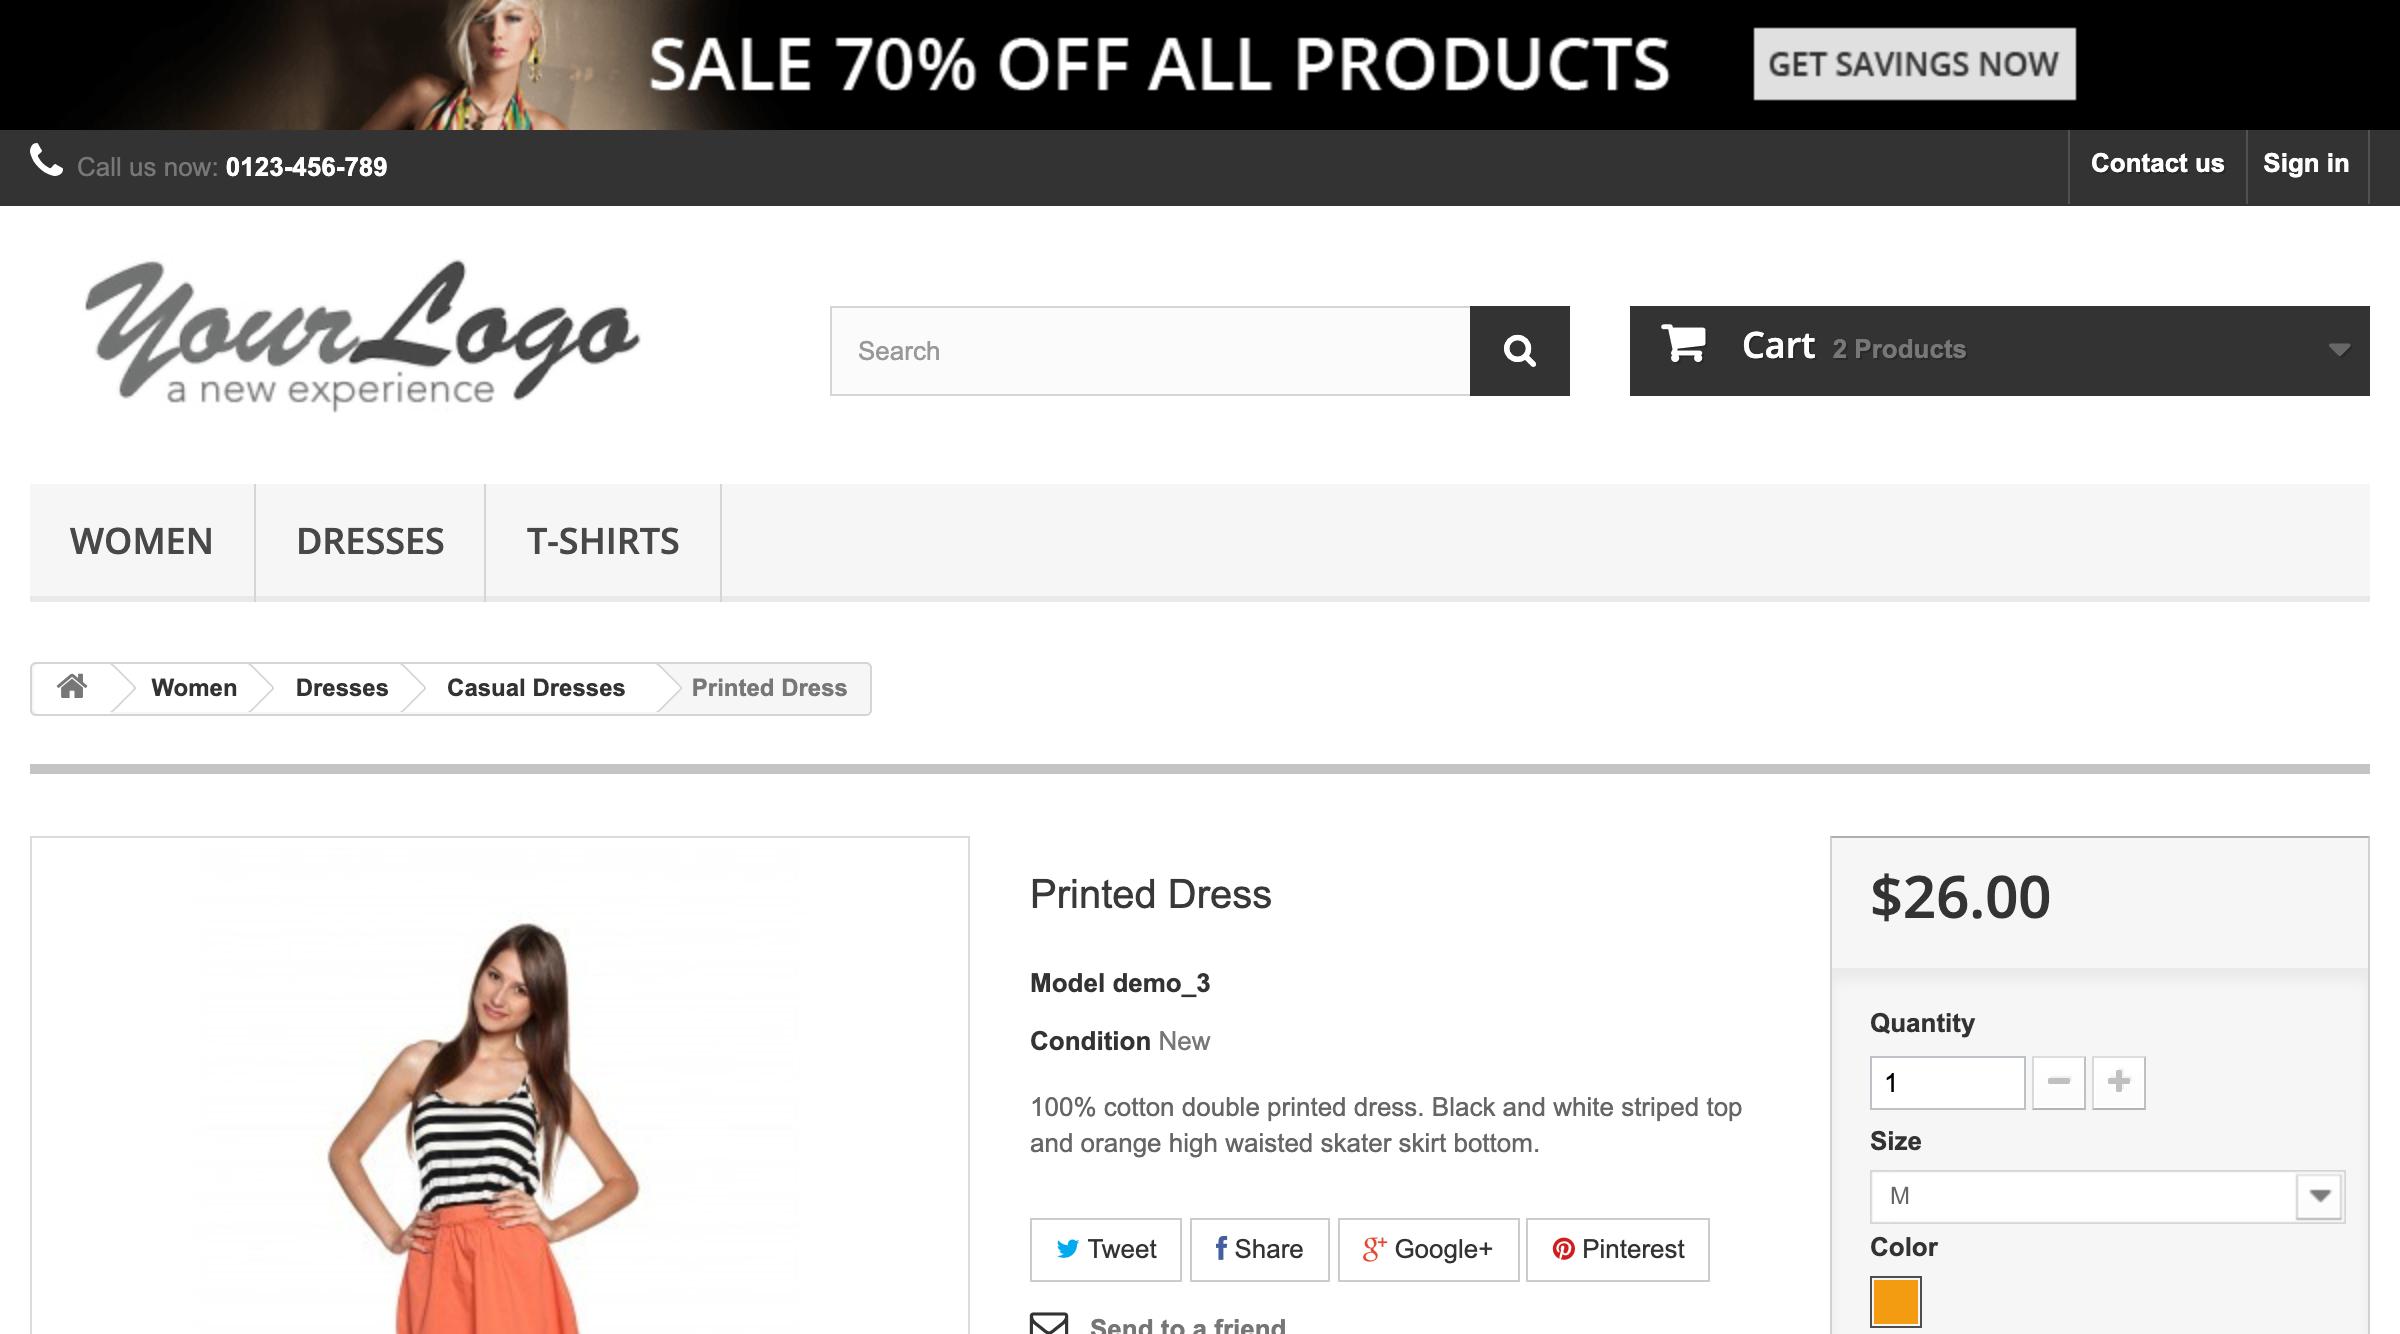 SALE 70% OFF ALL PRODUCTS
GET SAVINGS NOW
Call us now: 0123-456-789
Contact us
Sign in
YourLogo
a new experience
Search
Cart 2 Products
WOMEN
DRESSES
T-SHIRTS
Women
Dresses
Casual Dresses
Printed Dress
Printed Dress
Model demo_3
Condition New
100% cotton double printed dress. Black and white striped top
and orange high waisted skater skirt bottom.
Tweet
Share
Google+
Pinterest
Send to a friend
$26.00
Quantity
1
Size
M
Color